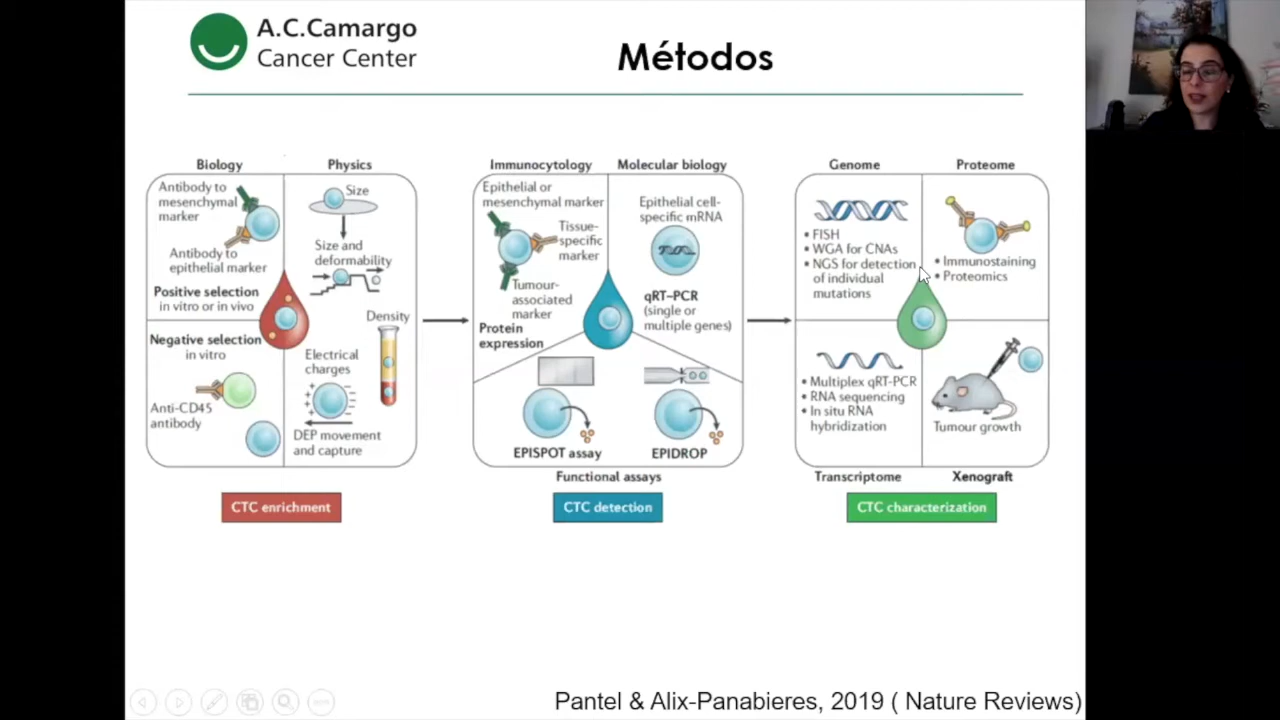 A.C.Camargo
Cancer Center
Métodos
Biology
Physics
Antibody to
mesenchymal
marker
Antibody to
epithelial marker
Positive selection
in vitro or in vivo
Negative selection
in vitro
Anti-CD45
antibody
Size
Size and
deformability
Density
Electrical
charges
DEP movement
and capture
CTC enrichment
Immunocytology
Molecular biology
Epithelial or
mesenchymal marker
Tissue-
specific
marker
Tumour-
associated
marker
Protein
expression
Epithelial cell-
specific mRNA
qRT–PCR
(single or
multiple genes)
EPISPOT assay
EPIDROP
Functional assays
CTC detection
Genome
Proteome
• FISH
• WGA for CNAs
• NGS for detection
of individual
mutations
• Immunostaining
• Proteomics
• Multiplex qRT-PCR
• RNA sequencing
• In situ RNA
hybridization
Tumour growth
Transcriptome
Xenograft
CTC characterization
Pantel & Alix-Panabieres, 2019 ( Nature Reviews)